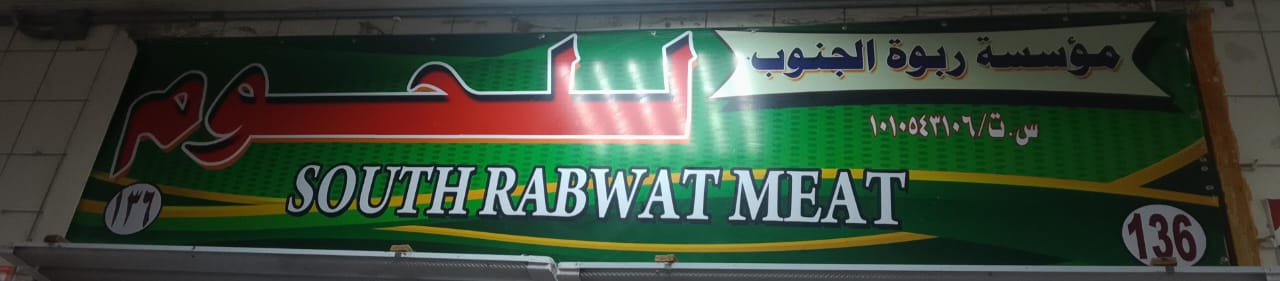 مؤسسة ربوة الجنوب
للحوم
س.ت/١٠١٠٥٤٣١٠٦
SOUTH RABWAT MEAT
١٣٦
136